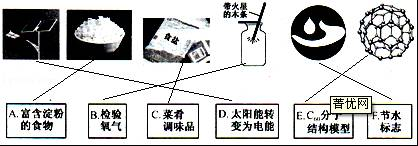 带火星
的木条
食盐
A.富含淀粉
的食物
B.检验
氧气
C.菜肴
调味品
D.太阳能转
变为电能
E.C60分子
结构模型
F.节水
标志
菁优网